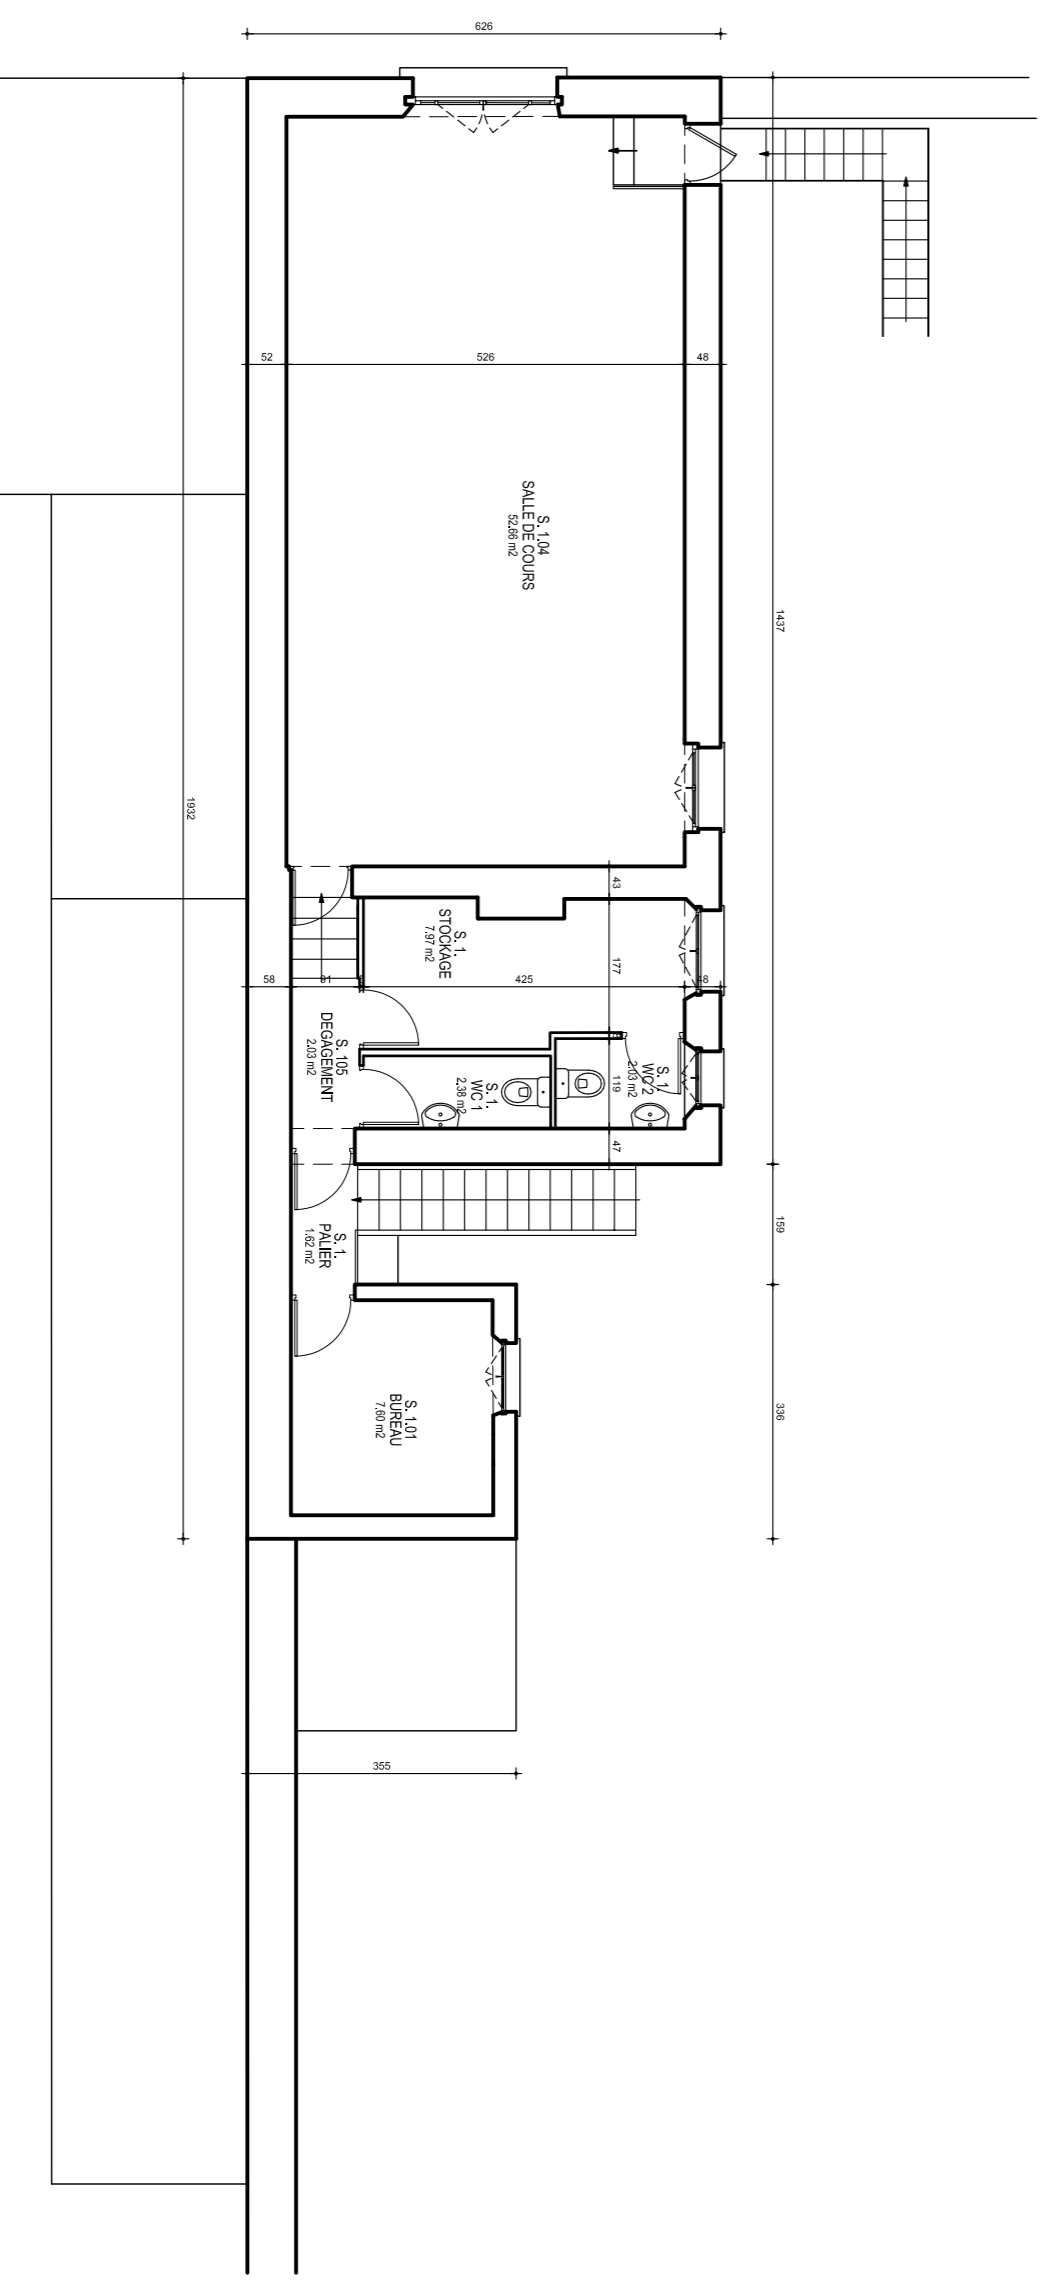 626
52
526
48
S. 1.04
SALLE DE COURS
52.66 m2
1437
1932
43
S. 1.
STOCKAGE
7.97 m2
177
58
91
425
48
S. 105
DEGAGEMENT
2.03 m2
S. 1.
WC 1
2.38 m2
S. 1.
WC 2
2.03 m2
119
47
S. 1.
PALIER
1.62 m2
159
S. 1.01
BUREAU
7.60 m2
336
355